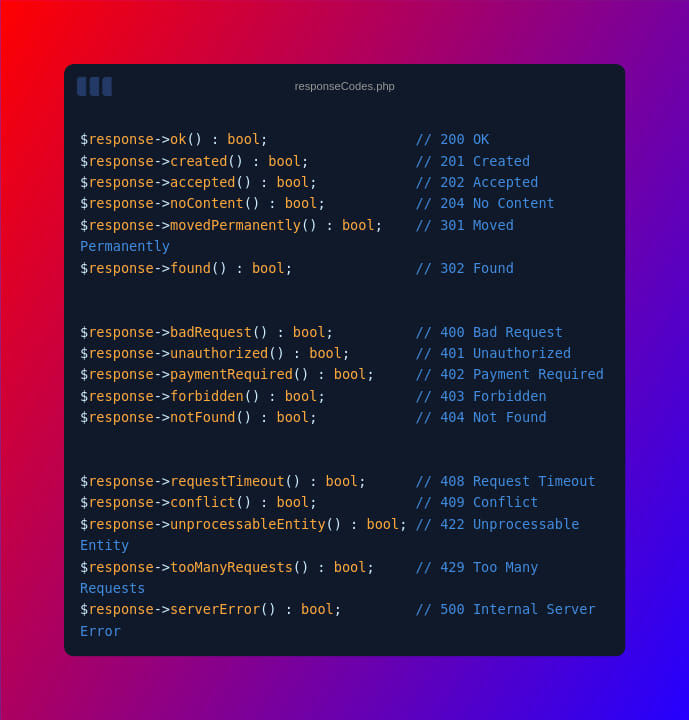 responseCodes.php
$response->ok() : bool;                  // 200 OK
$response->created() : bool;             // 201 Created
$response->accepted() : bool;            // 202 Accepted
$response->noContent() : bool;           // 204 No Content
$response->movedPermanently() : bool;    // 301 Moved
Permanently
$response->found() : bool;               // 302 Found
$response->badRequest() : bool;          // 400 Bad Request
$response->unauthorized() : bool;        // 401 Unauthorized
$response->paymentRequired() : bool;     // 402 Payment Required
$response->forbidden() : bool;           // 403 Forbidden
$response->notFound() : bool;            // 404 Not Found
$response->requestTimeout() : bool;      // 408 Request Timeout
$response->conflict() : bool;            // 409 Conflict
$response->unprocessableEntity() : bool; // 422 Unprocessable
Entity
$response->tooManyRequests() : bool;     // 429 Too Many
Requests
$response->serverError() : bool;         // 500 Internal Server
Error